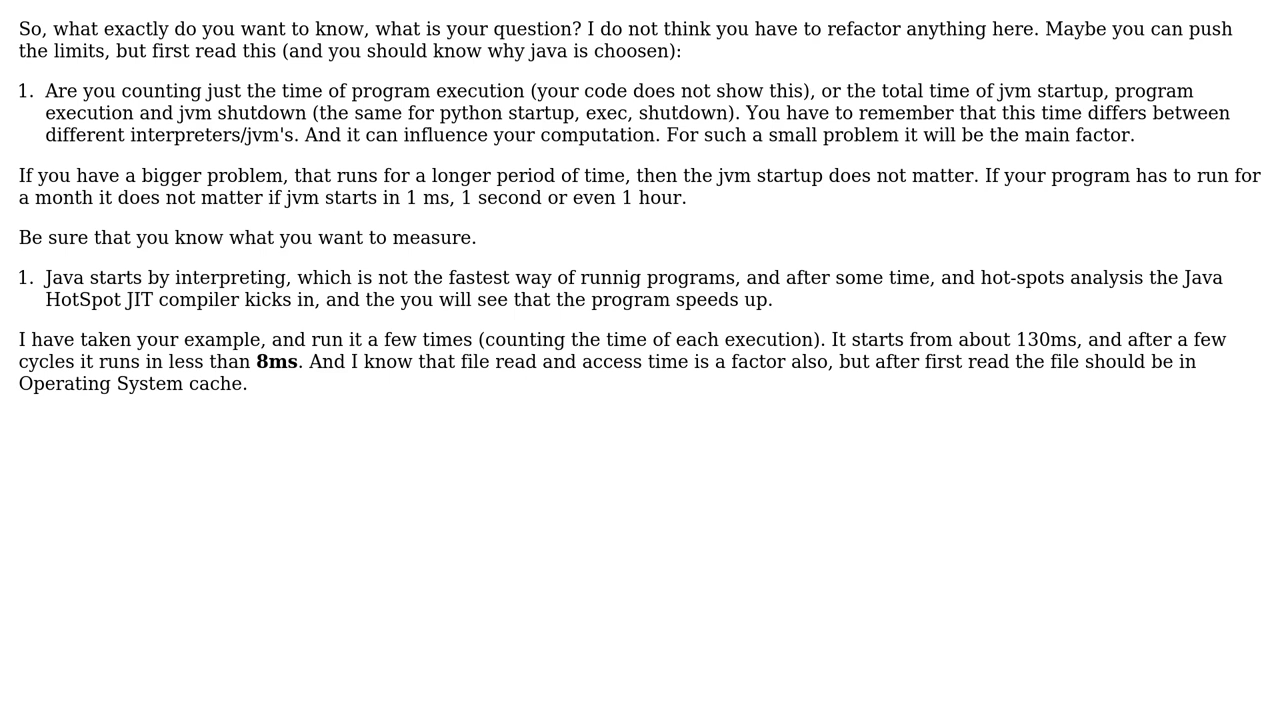 So, what exactly do you want to know, what is your question? I do not think you have to refactor anything here. Maybe you can push
the limits, but first read this (and you should know why java is choosen):
1. Are you counting just the time of program execution (your code does not show this), or the total time of jvm startup, program
execution and jvm shutdown (the same for python startup, exec, shutdown). You have to remember that this time differs between
different interpreters/jvm's. And it can influence your computation. For such a small problem it will be the main factor.
If you have a bigger problem, that runs for a longer period of time, then the jvm startup does not matter. If your program has to run for
a month it does not matter if jvm starts in 1 ms, 1 second or even 1 hour.
Be sure that you know what you want to measure.
1. Java starts by interpreting, which is not the fastest way of runnig programs, and after some time, and hot-spots analysis the Java
HotSpot JIT compiler kicks in, and the you will see that the program speeds up.
I have taken your example, and run it a few times (counting the time of each execution). It starts from about 130ms, and after a few
cycles it runs in less than 8ms. And I know that file read and access time is a factor also, but after first read the file should be in
Operating System cache.